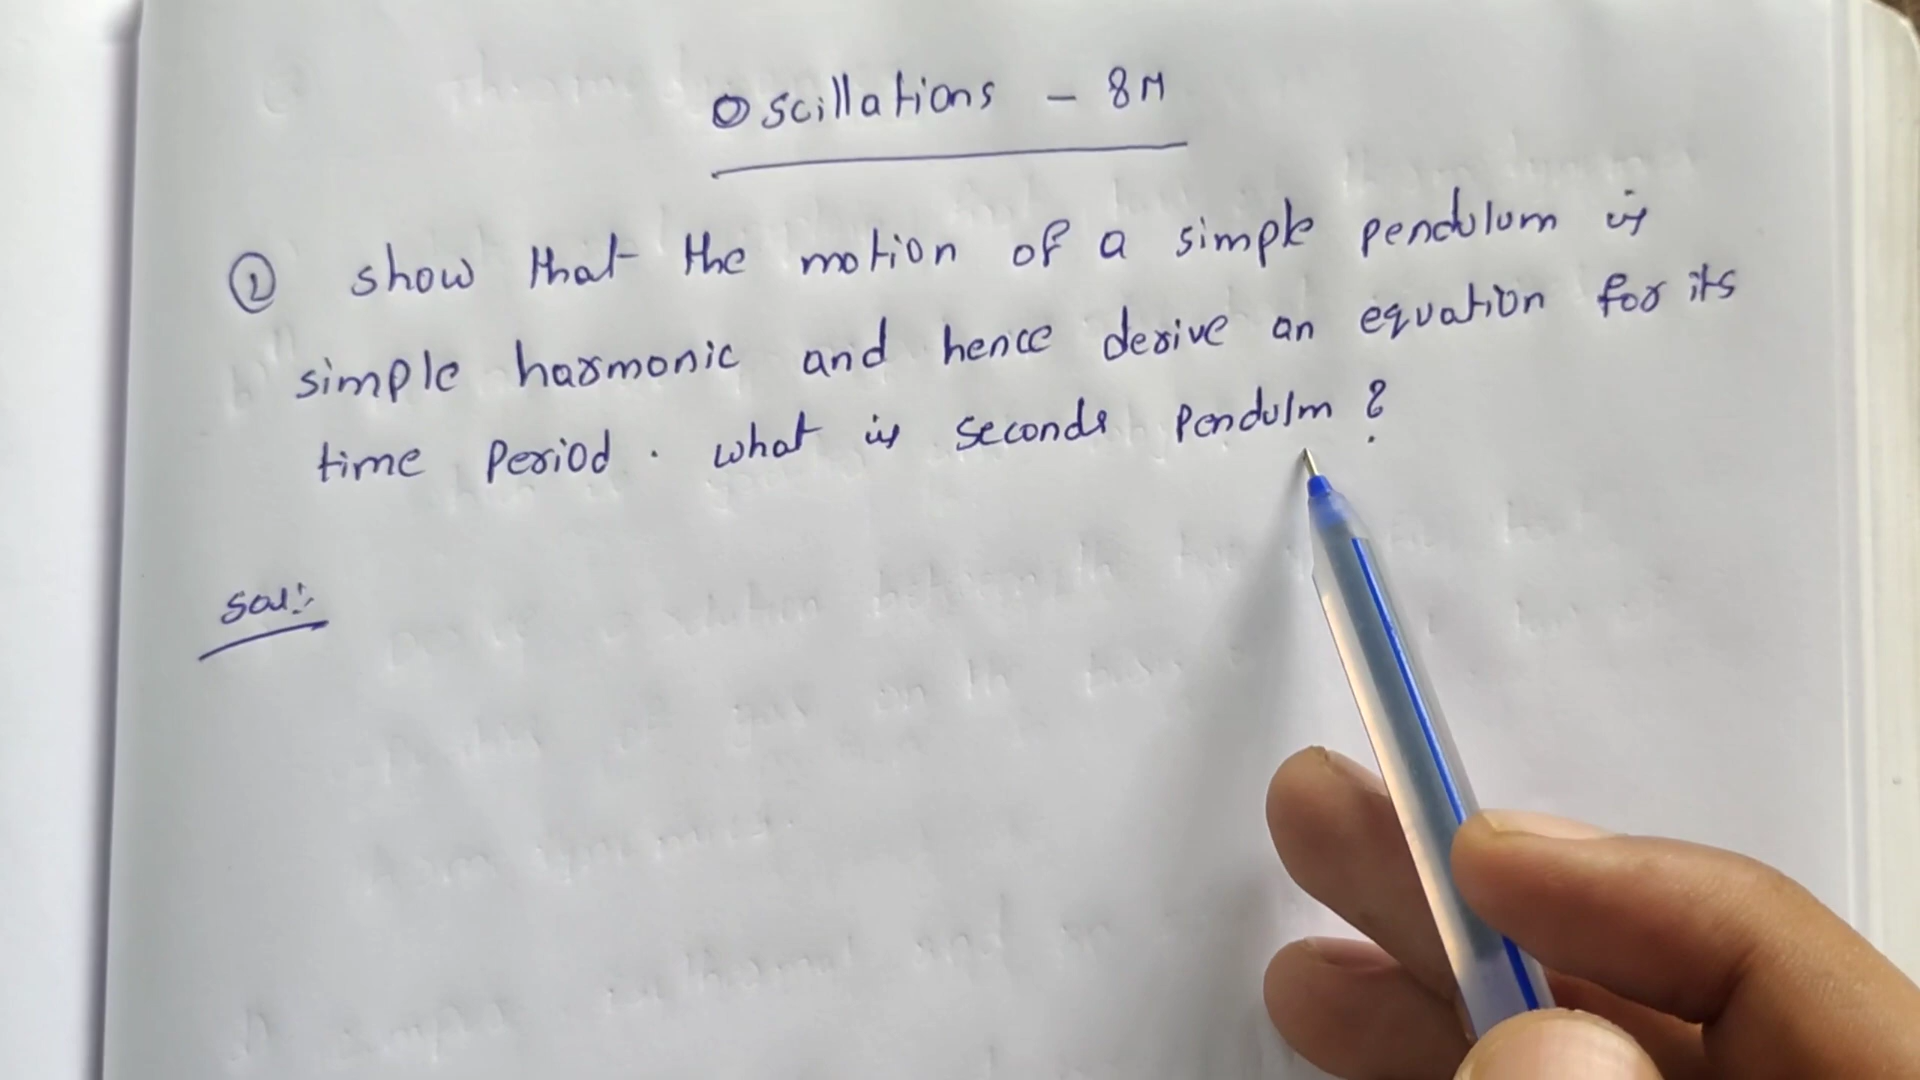 Oscillations - 8M
① show that the motion of a simple pendulum is
simple harmonic and hence derive an equation for its
time Period . what is seconds Pendulm ?
Sol: